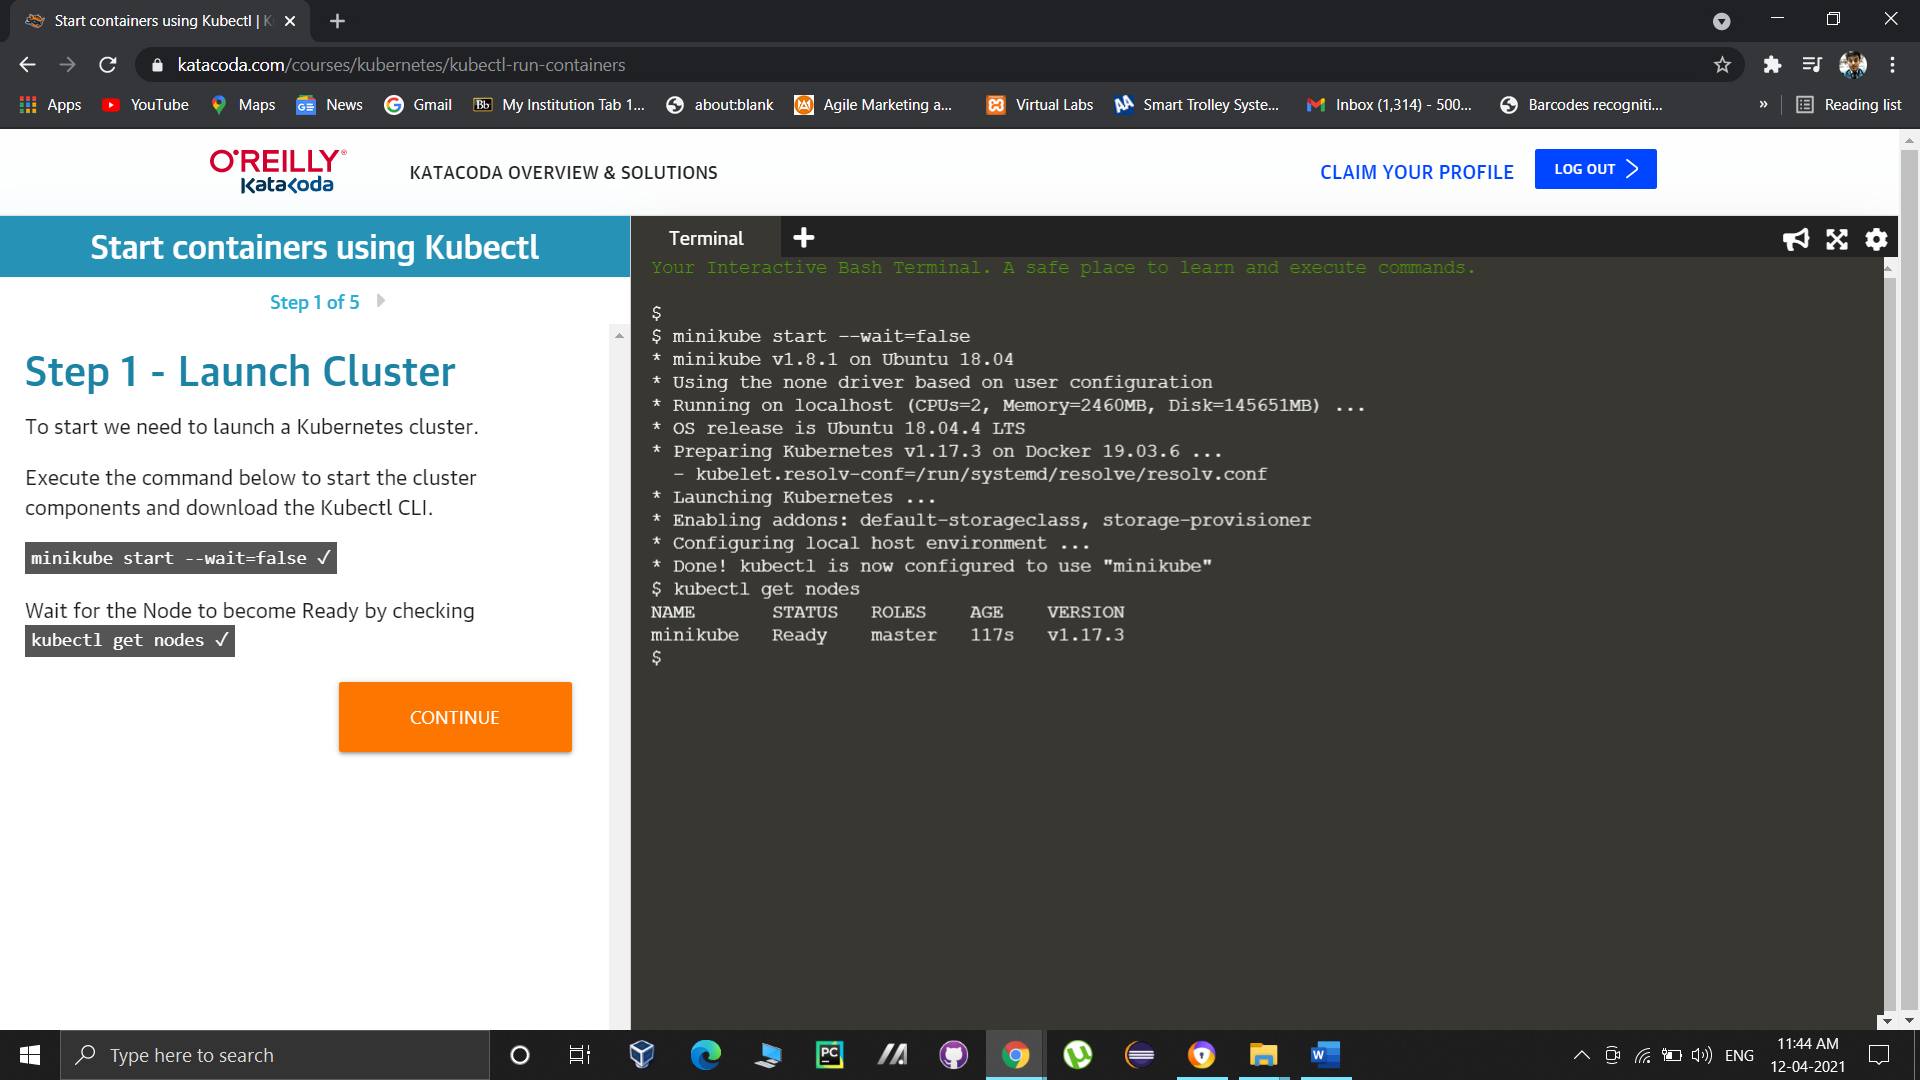 Start containers using Kubectl | K
katacoda.com/courses/kubernetes/kubectl-run-containers
Apps YouTube Maps News Gmail My Institution Tab 1... about:blank Agile Marketing a... Virtual Labs Smart Trolley Syste... Inbox (1,314) - 500... Barcodes recogniti... » Reading list
O'REILLY®
Katacoda
KATACODA OVERVIEW & SOLUTIONS
CLAIM YOUR PROFILE
LOG OUT
Start containers using Kubectl
Step 1 of 5
Step 1 - Launch Cluster
To start we need to launch a Kubernetes cluster.
Execute the command below to start the cluster
components and download the Kubectl CLI.
minikube start --wait=false ✓
Wait for the Node to become Ready by checking
kubectl get nodes ✓
CONTINUE
Terminal
Your Interactive Bash Terminal. A safe place to learn and execute commands.
$
$ minikube start --wait=false
* minikube v1.8.1 on Ubuntu 18.04
* Using the none driver based on user configuration
* Running on localhost (CPUs=2, Memory=2460MB, Disk=145651MB) ...
* OS release is Ubuntu 18.04.4 LTS
* Preparing Kubernetes v1.17.3 on Docker 19.03.6 ...
- kubelet.resolv-conf=/run/systemd/resolve/resolv.conf
* Launching Kubernetes ...
* Enabling addons: default-storageclass, storage-provisioner
* Configuring local host environment ...
* Done! kubectl is now configured to use "minikube"
$ kubectl get nodes
NAME STATUS ROLES AGE VERSION
minikube Ready master 117s v1.17.3
$
Type here to search
ENG
11:44 AM
12-04-2021